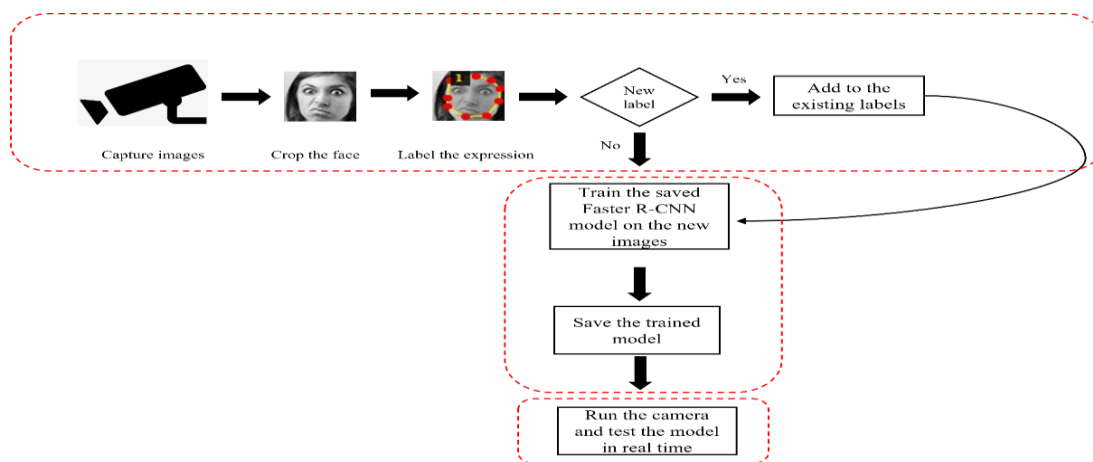 1
New
label
Yes
Add to the
existing labels
Capture images
Crop the face
Label the expression
No
Train the saved
Faster R-CNN
model on the new
images
Save the trained
model
Run the camera
and test the model
in real time